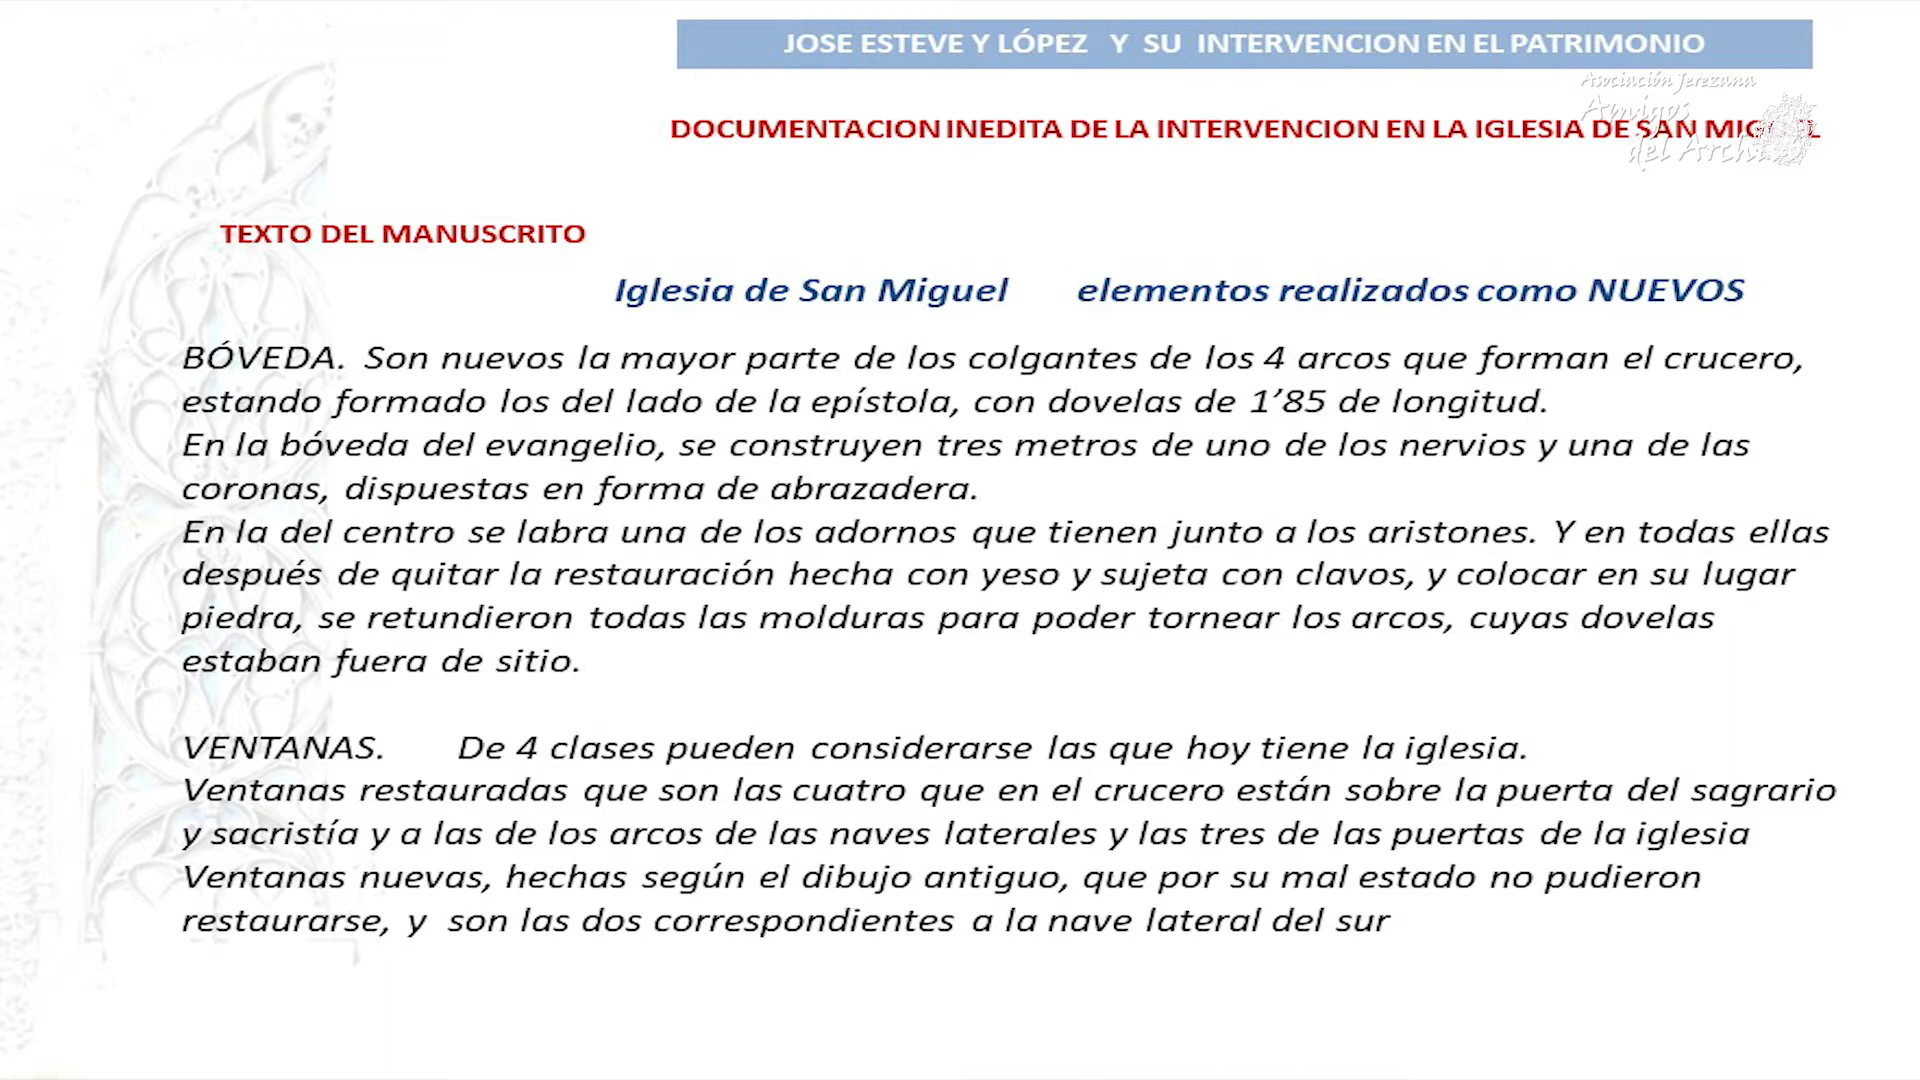 JOSE ESTEVE Y LÓPEZ Y SU INTERVENCION EN EL PATRIMONIO
Asociación Jerezana
Amigos
del Archi
DOCUMENTACION INEDITA DE LA INTERVENCION EN LA IGLESIA DE SAN
TEXTO DEL MANUSCRITO
Iglesia de San Miguel elementos realizados como NUEVOS
BÓVEDA. Son nuevos la mayor parte de los colgantes de los 4 arcos que forman el crucero,
estando formado los del lado de la epístola, con dovelas de 1’85 de longitud.
En la bóveda del evangelio, se construyen tres metros de uno de los nervios y una de las
coronas, dispuestas en forma de abrazadera.
En la del centro se labra una de los adornos que tienen junto a los aristones. Y en todas ellas
después de quitar la restauración hecha con yeso y sujeta con clavos, y colocar en su lugar
piedra, se retundieron todas las molduras para poder tornear los arcos, cuyas dovelas
estaban fuera de sitio.
VENTANAS. De 4 clases pueden considerarse las que hoy tiene la iglesia.
Ventanas restauradas que son las cuatro que en el crucero están sobre la puerta del sagrario
y sacristía y a las de los arcos de las naves laterales y las tres de las puertas de la iglesia
Ventanas nuevas, hechas según el dibujo antiguo, que por su mal estado no pudieron
restaurarse, y son las dos correspondientes a la nave lateral del sur